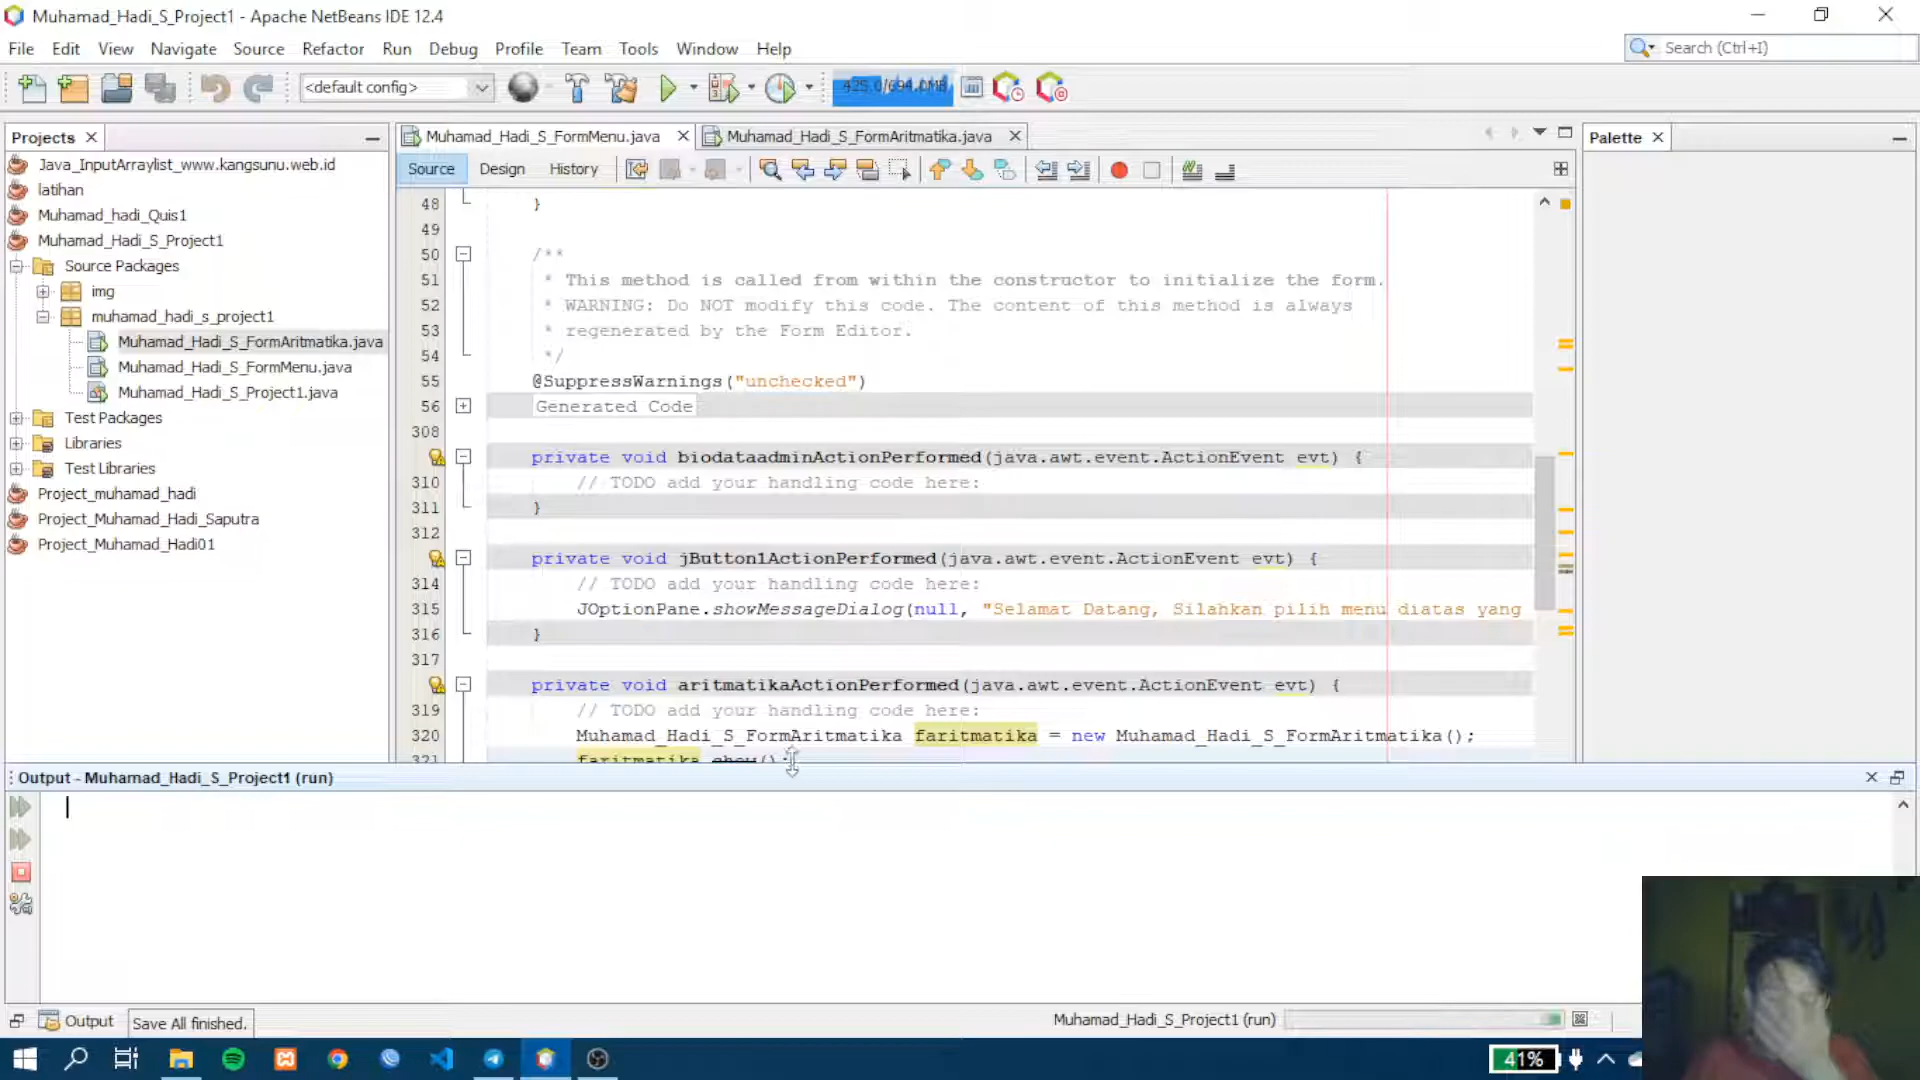 Muhamad_Hadi_S_Project1 - Apache NetBeans IDE 12.4
File Edit View Navigate Source Refactor Run Debug Profile Team Tools Window Help
Search (Ctrl+I)
<default config>
425.0/694.0MB
Projects
Muhamad_Hadi_S_FormMenu.java
Muhamad_Hadi_S_FormAritmatika.java
Palette
Source Design History
Java_InputArraylist_www.kangsunu.web.id
latihan
Muhamad_hadi_Quis1
Muhamad_Hadi_S_Project1
Source Packages
img
muhamad_hadi_s_project1
Muhamad_Hadi_S_FormAritmatika.java
Muhamad_Hadi_S_FormMenu.java
Muhamad_Hadi_S_Project1.java
Test Packages
Libraries
Test Libraries
Project_muhamad_hadi
Project_Muhamad_Hadi_Saputra
Project_Muhamad_Hadi01
48 }
49
50 /**
51 * This method is called from within the constructor to initialize the form.
52 * WARNING: Do NOT modify this code. The content of this method is always
53 * regenerated by the Form Editor.
54 */
55 @SuppressWarnings("unchecked")
56 Generated Code
308
private void biodataadminActionPerformed(java.awt.event.ActionEvent evt) {
310 // TODO add your handling code here:
311 }
312
private void jButton1ActionPerformed(java.awt.event.ActionEvent evt) {
314 // TODO add your handling code here:
315 JOptionPane.showMessageDialog(null, "Selamat Datang, Silahkan pilih menu diatas yang
316 }
317
private void aritmatikaActionPerformed(java.awt.event.ActionEvent evt) {
319 // TODO add your handling code here:
320 Muhamad_Hadi_S_FormAritmatika faritmatika = new Muhamad_Hadi_S_FormAritmatika();
321 faritmatika.show();
Output - Muhamad_Hadi_S_Project1 (run)
Output
Save All finished.
Muhamad_Hadi_S_Project1 (run)
41%